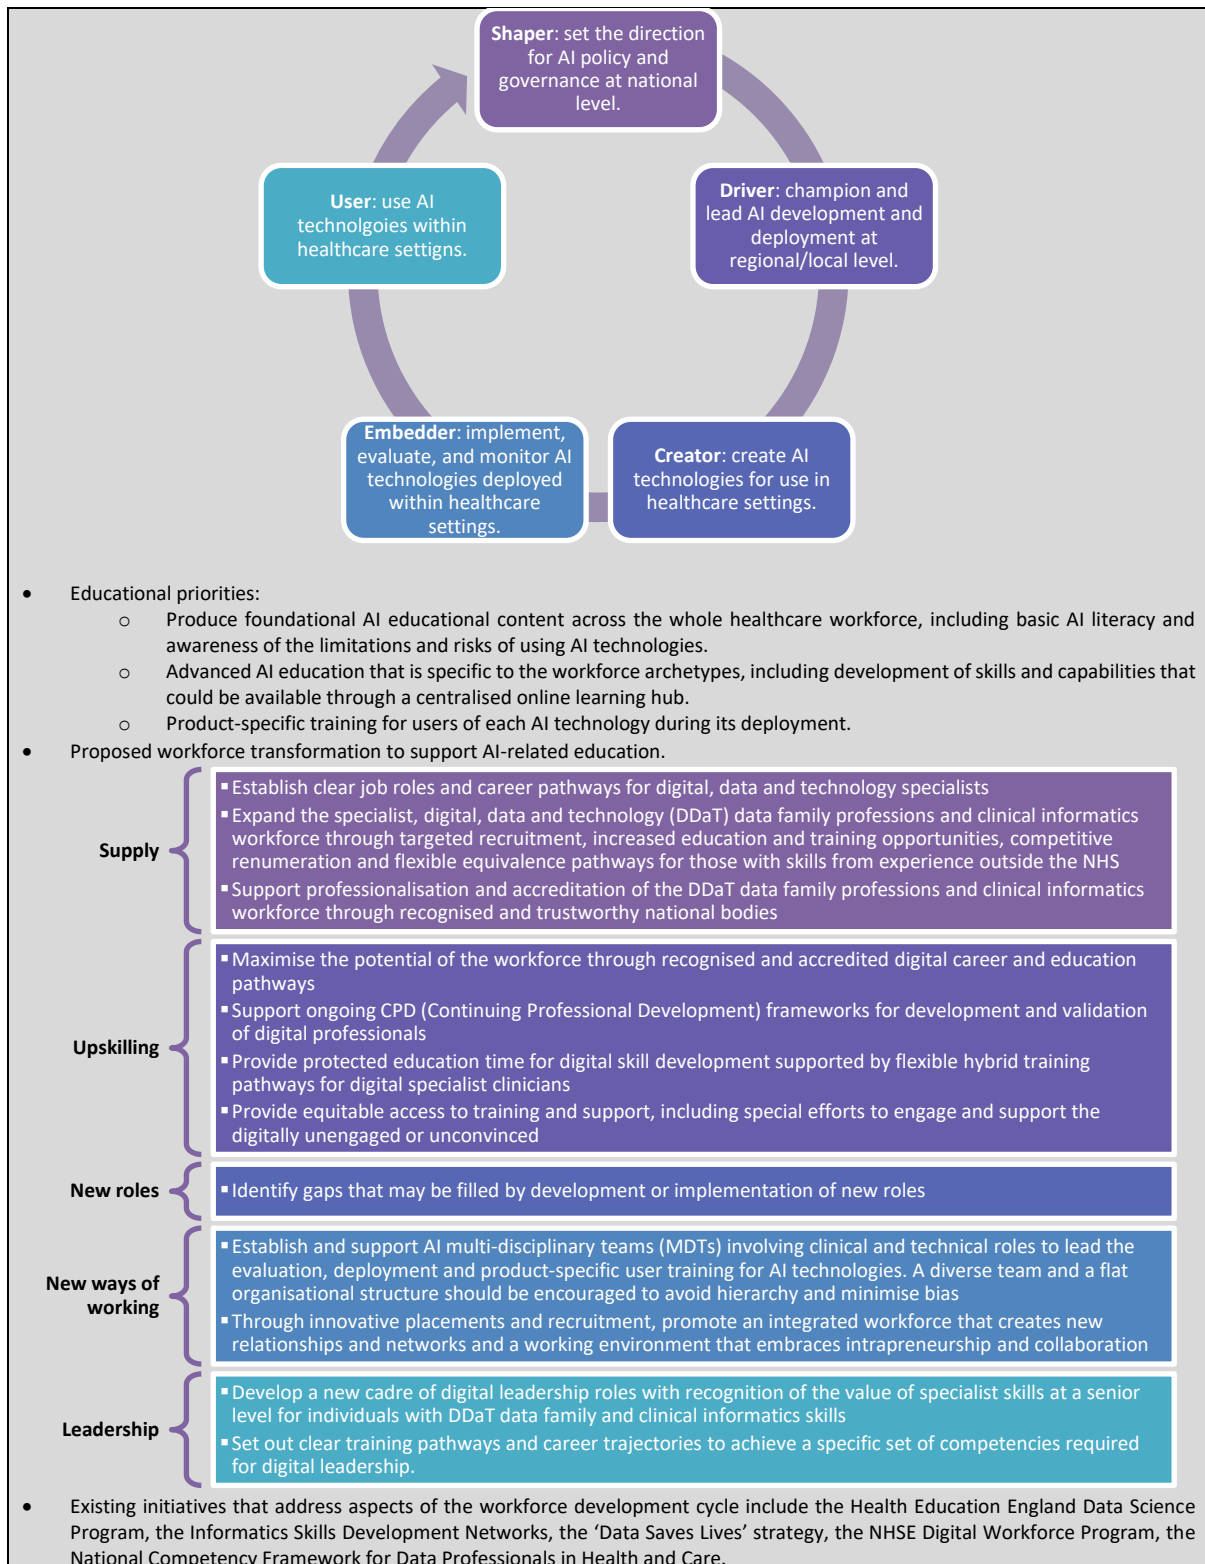 Shaper: set the direction
for AI policy and
governance at national
level.
User: use AI
technolgoies within
healthcare settigns.
Driver: champion and
lead AI development and
deployment at
regional/local level.
Embedder: implement,
evaluate, and monitor AI
technologies deployed
within healthcare
settings.
Creator: create AI
technologies for use in
healthcare settings.
• Educational priorities:
o Produce foundational AI educational content across the whole healthcare workforce, including basic AI literacy and
awareness of the limitations and risks of using AI technologies.
o Advanced AI education that is specific to the workforce archetypes, including development of skills and capabilities that
could be available through a centralised online learning hub.
o Product-specific training for users of each AI technology during its deployment.
• Proposed workforce transformation to support AI-related education.
Supply
▪ Establish clear job roles and career pathways for digital, data and technology specialists
▪ Expand the specialist, digital, data and technology (DDaT) data family professions and clinical informatics
workforce through targeted recruitment, increased education and training opportunities, competitive
renumeration and flexible equivalence pathways for those with skills from experience outside the NHS
▪ Support professionalisation and accreditation of the DDaT data family professions and clinical informatics
workforce through recognised and trustworthy national bodies
Upskilling
▪ Maximise the potential of the workforce through recognised and accredited digital career and education
pathways
▪ Support ongoing CPD (Continuing Professional Development) frameworks for development and validation
of digital professionals
▪ Provide protected education time for digital skill development supported by flexible hybrid training
pathways for digital specialist clinicians
▪ Provide equitable access to training and support, including special efforts to engage and support the
digitally unengaged or unconvinced
New roles
▪ Identify gaps that may be filled by development or implementation of new roles
New ways of
working
▪ Establish and support AI multi-disciplinary teams (MDTs) involving clinical and technical roles to lead the
evaluation, deployment and product-specific user training for AI technologies. A diverse team and a flat
organisational structure should be encouraged to avoid hierarchy and minimise bias
▪ Through innovative placements and recruitment, promote an integrated workforce that creates new
relationships and networks and a working environment that embraces intrapreneurship and collaboration
Leadership
▪ Develop a new cadre of digital leadership roles with recognition of the value of specialist skills at a senior
level for individuals with DDaT data family and clinical informatics skills
▪ Set out clear training pathways and career trajectories to achieve a specific set of competencies required
for digital leadership.
• Existing initiatives that address aspects of the workforce development cycle include the Health Education England Data Science
Program, the Informatics Skills Development Networks, the ‘Data Saves Lives’ strategy, the NHSE Digital Workforce Program, the
National Competency Framework for Data Professionals in Health and Care.